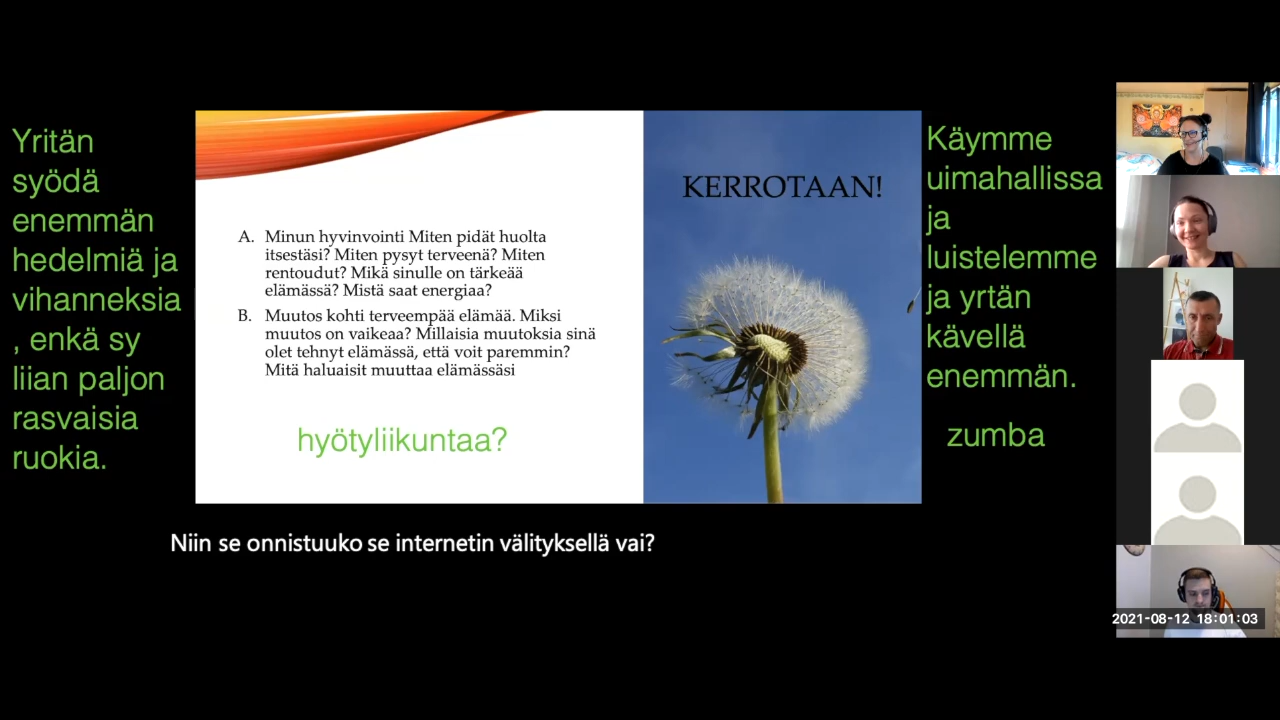 Yritän
syödä
enemmän
hedelmiä ja
vihanneksia
, enkä sy
liian paljon
rasvaisia
ruokia.
A. Minun hyvinvointi Miten pidät huolta
itsestäsi? Miten pysyt terveenä? Miten
rentoudut? Mikä sinulle on tärkeää
elämässä? Mistä saat energiaa?
B. Muutos kohti terveempää elämää. Miksi
muutos on vaikeaa? Millaisia muutoksia sinä
olet tehnyt elämässä, että voit paremmin?
Mitä haluaisit muuttaa elämässäsi
hyötyliikuntaa?
KERROTAAN!
Käymme
uimahallissa
ja
luistelemme
ja yrtän
kävellä
enemmän.
zumba
Niin se onnistuuko se internetin välityksellä vai?
2021-08-12 18:01:03